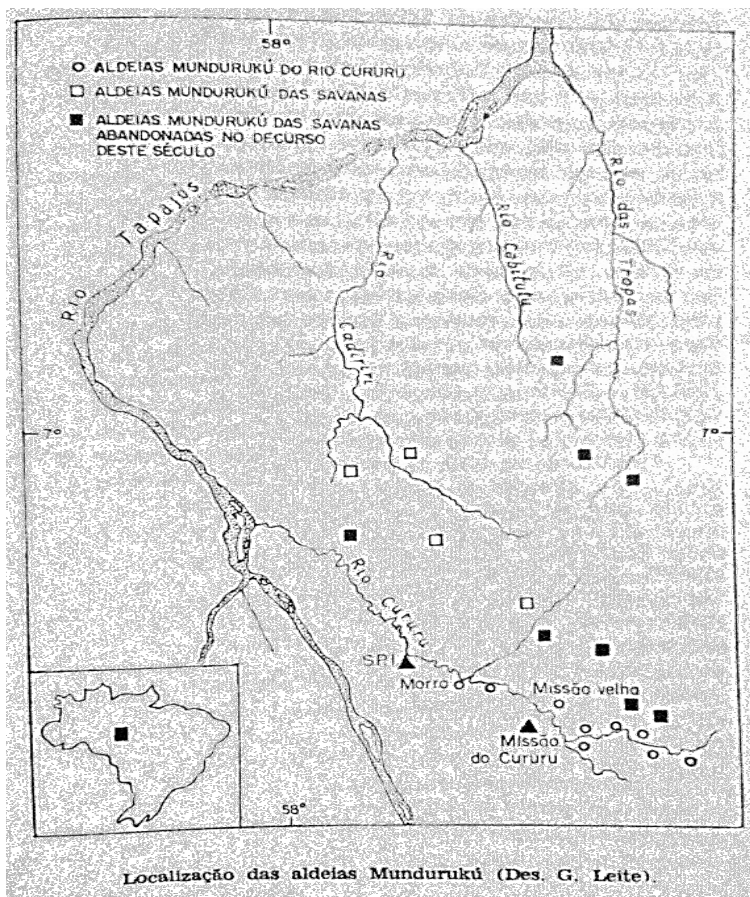 58°
ALDEIAS MUNDURUKÚ DO RIO CURURU
ALDEIAS MUNDURUKÚ DAS SAVANAS
ALDEIAS MUNDURUKÚ DAS SAVANAS
ABANDONADAS NO DECURSO
DESTE SÉCULO
Rio Tapajós
Rio Cadiriri
Rio Cabitutu
Rio das Tropas
7°
7°
Rio Cururu
S.P.I
Morro
Missão velha
Missão
do Cururu
58°
Localização das aldeias Mundurukú (Des. G. Leite).